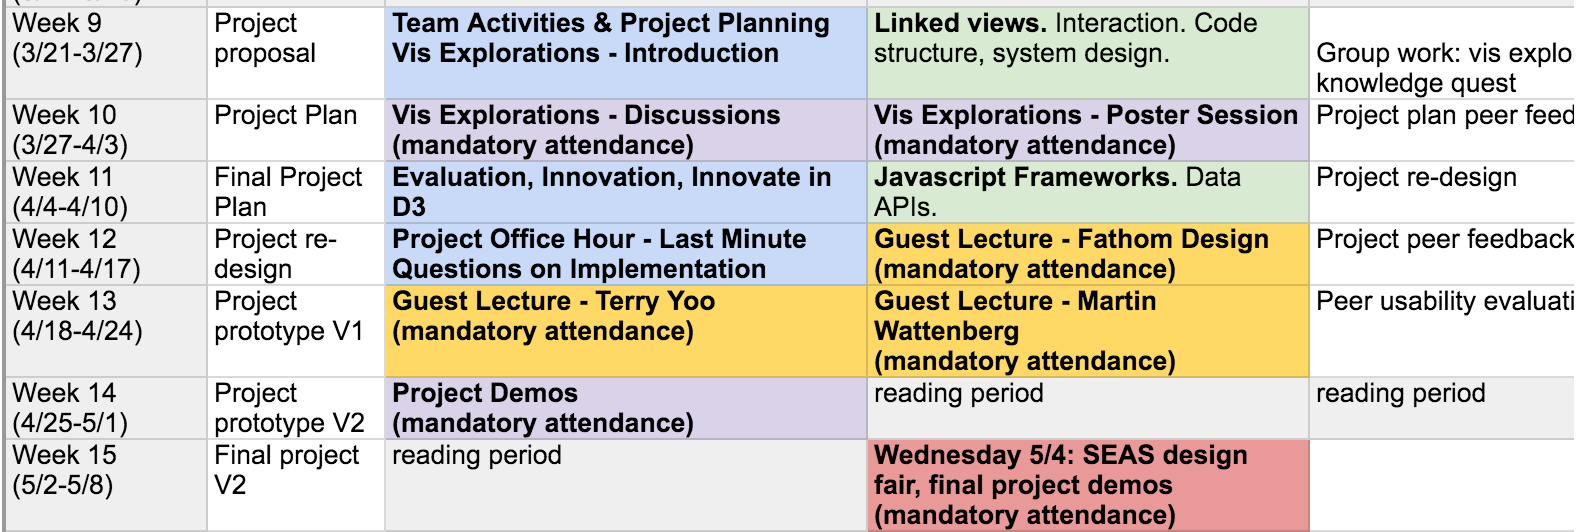 Week 9
(3/21-3/27)
Project
proposal
Team Activities & Project Planning
Vis Explorations - Introduction
Linked views. Interaction. Code
structure, system design.
Group work: vis explo
knowledge quest
Week 10
(3/27-4/3)
Project Plan
Vis Explorations - Discussions
(mandatory attendance)
Vis Explorations - Poster Session
(mandatory attendance)
Project plan peer feed
Week 11
(4/4-4/10)
Final Project
Plan
Evaluation, Innovation, Innovate in
D3
Javascript Frameworks. Data
APIs.
Project re-design
Week 12
(4/11-4/17)
Project re-
design
Project Office Hour - Last Minute
Questions on Implementation
Guest Lecture - Fathom Design
(mandatory attendance)
Project peer feedback
Week 13
(4/18-4/24)
Project
prototype V1
Guest Lecture - Terry Yoo
(mandatory attendance)
Guest Lecture - Martin
Wattenberg
(mandatory attendance)
Peer usability evaluati
Week 14
(4/25-5/1)
Project
prototype V2
Project Demos
(mandatory attendance)
reading period
reading period
Week 15
(5/2-5/8)
Final project
V2
reading period
Wednesday 5/4: SEAS design
fair, final project demos
(mandatory attendance)